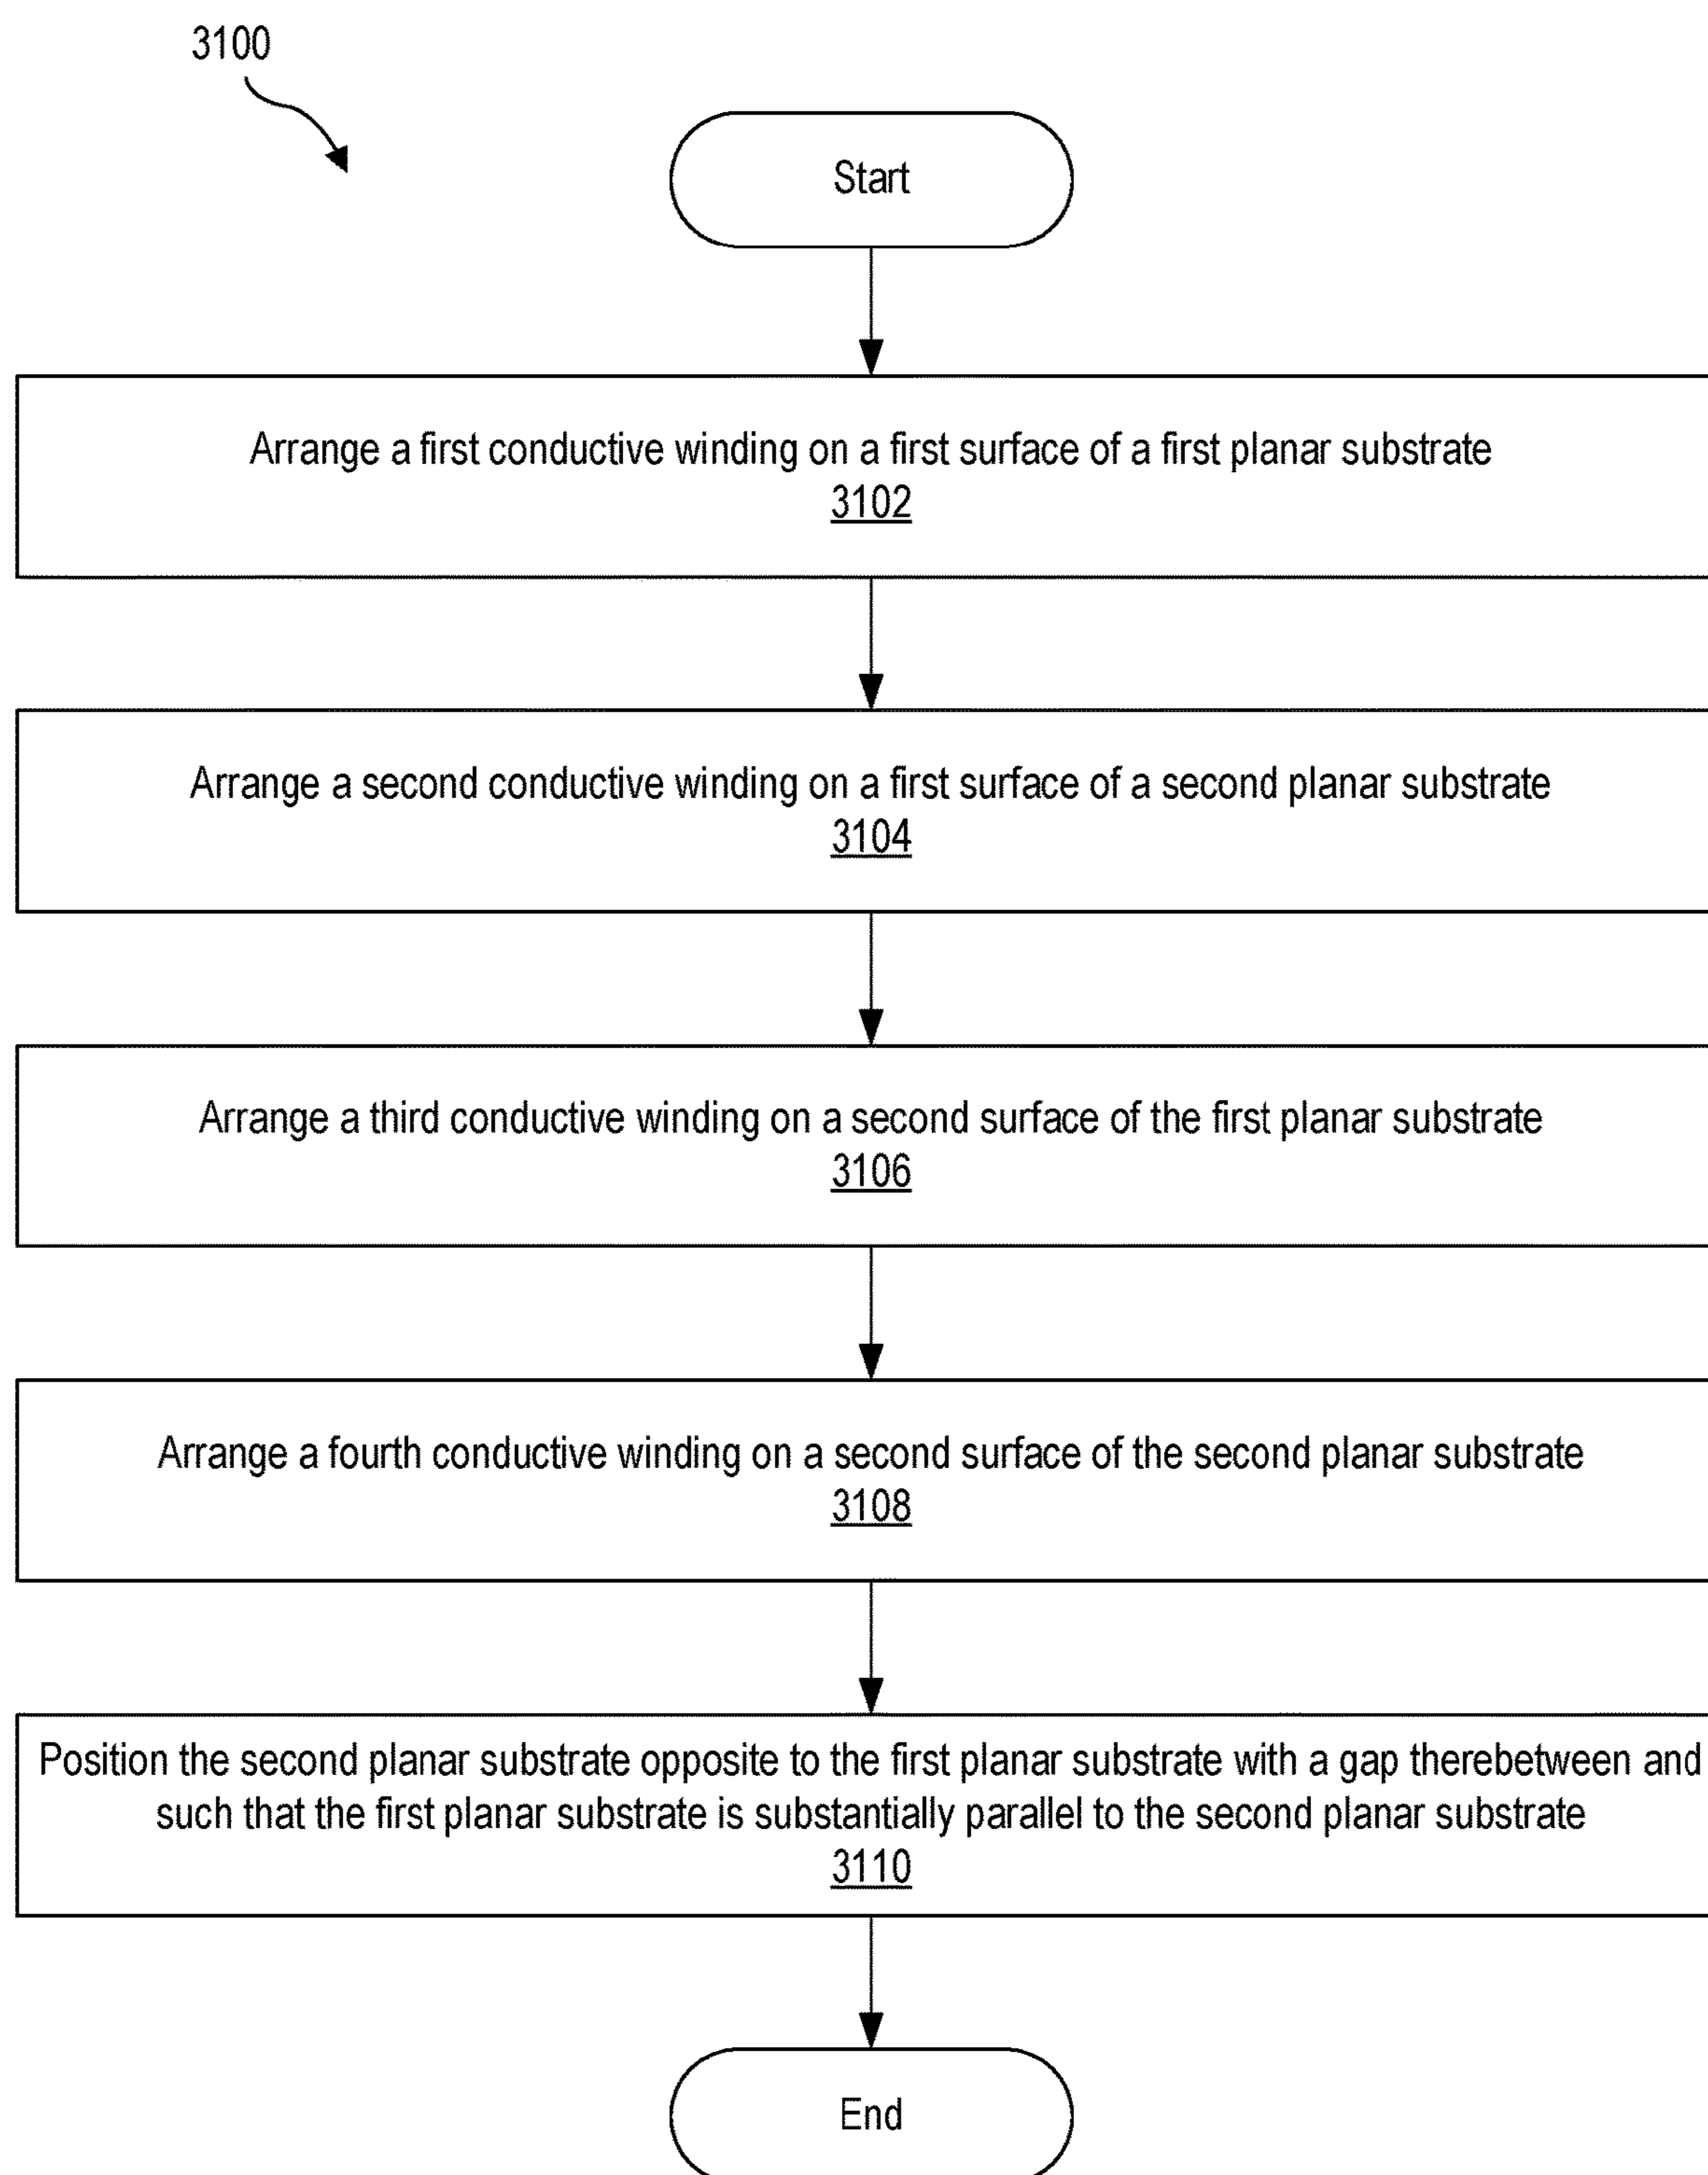 3100
Start
Arrange a first conductive winding on a first surface of a first planar substrate
3102
Arrange a second conductive winding on a first surface of a second planar substrate
3104
Arrange a third conductive winding on a second surface of the first planar substrate
3106
Arrange a fourth conductive winding on a second surface of the second planar substrate
3108
Position the second planar substrate opposite to the first planar substrate with a gap therebetween and
such that the first planar substrate is substantially parallel to the second planar substrate
3110
End